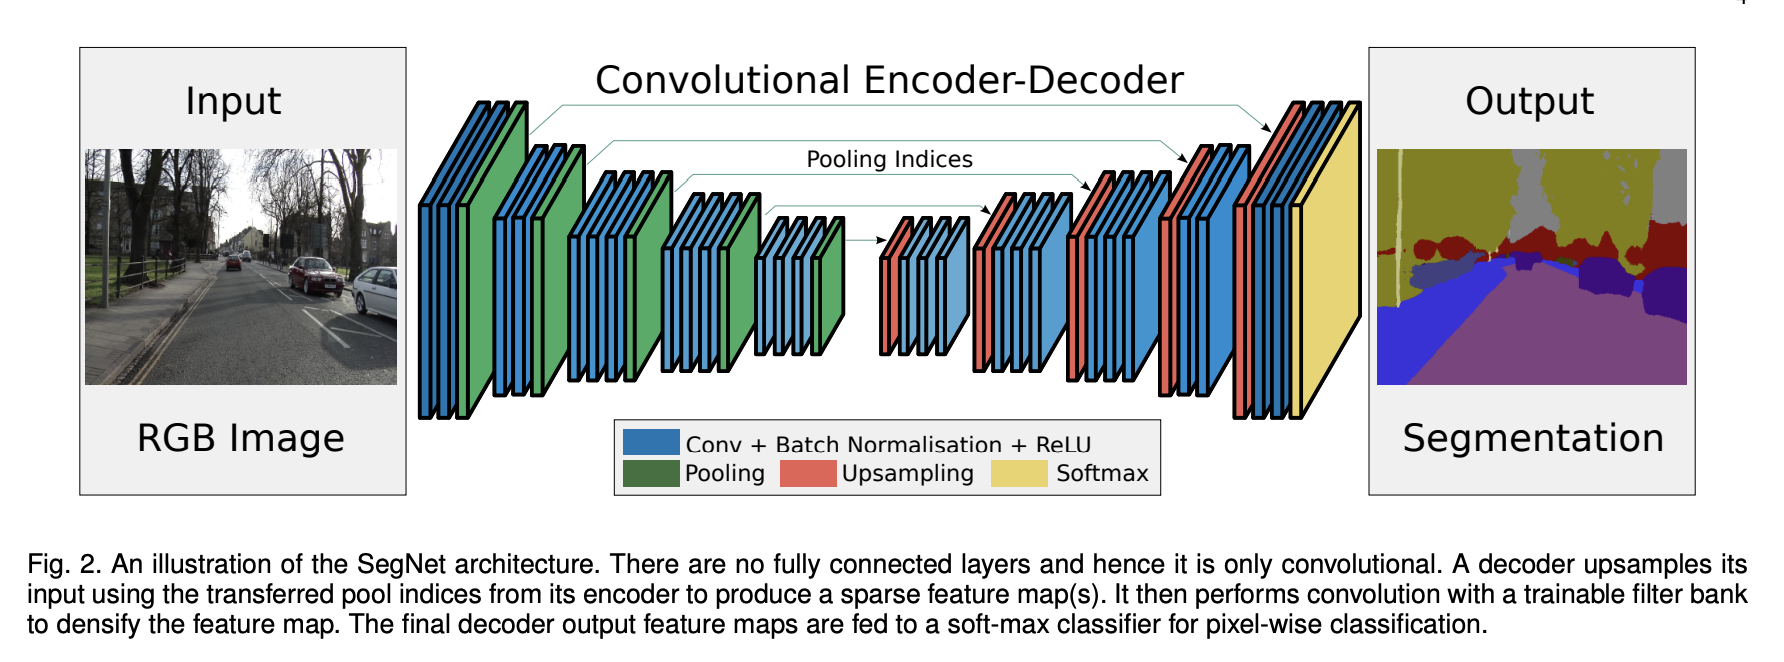 Input
Convolutional Encoder-Decoder
Output
Pooling Indices
RGB Image
Segmentation
Conv + Batch Normalisation + ReLU
Pooling Upsampling Softmax
Fig. 2. An illustration of the SegNet architecture. There are no fully connected layers and hence it is only convolutional. A decoder upsamples its
input using the transferred pool indices from its encoder to produce a sparse feature map(s). It then performs convolution with a trainable filter bank
to densify the feature map. The final decoder output feature maps are fed to a soft-max classifier for pixel-wise classification.